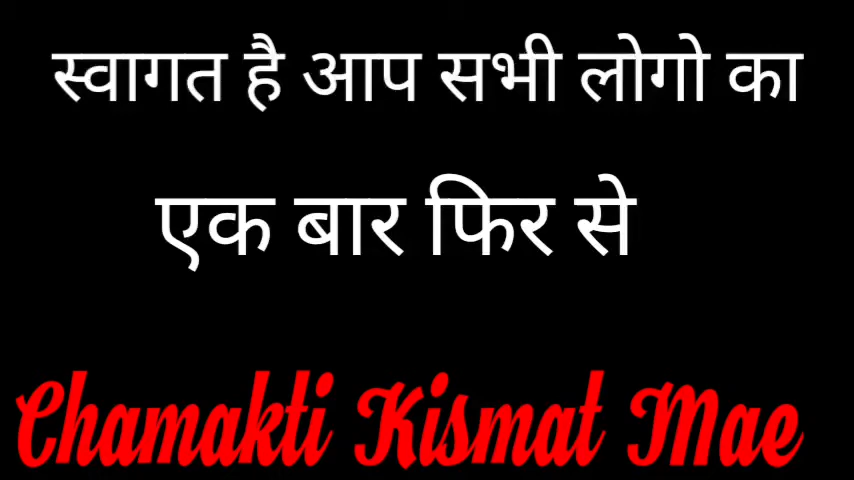 स्वागत है आप सभी लोगो का
एक बार फिर से
Chamakti Kismat Mae